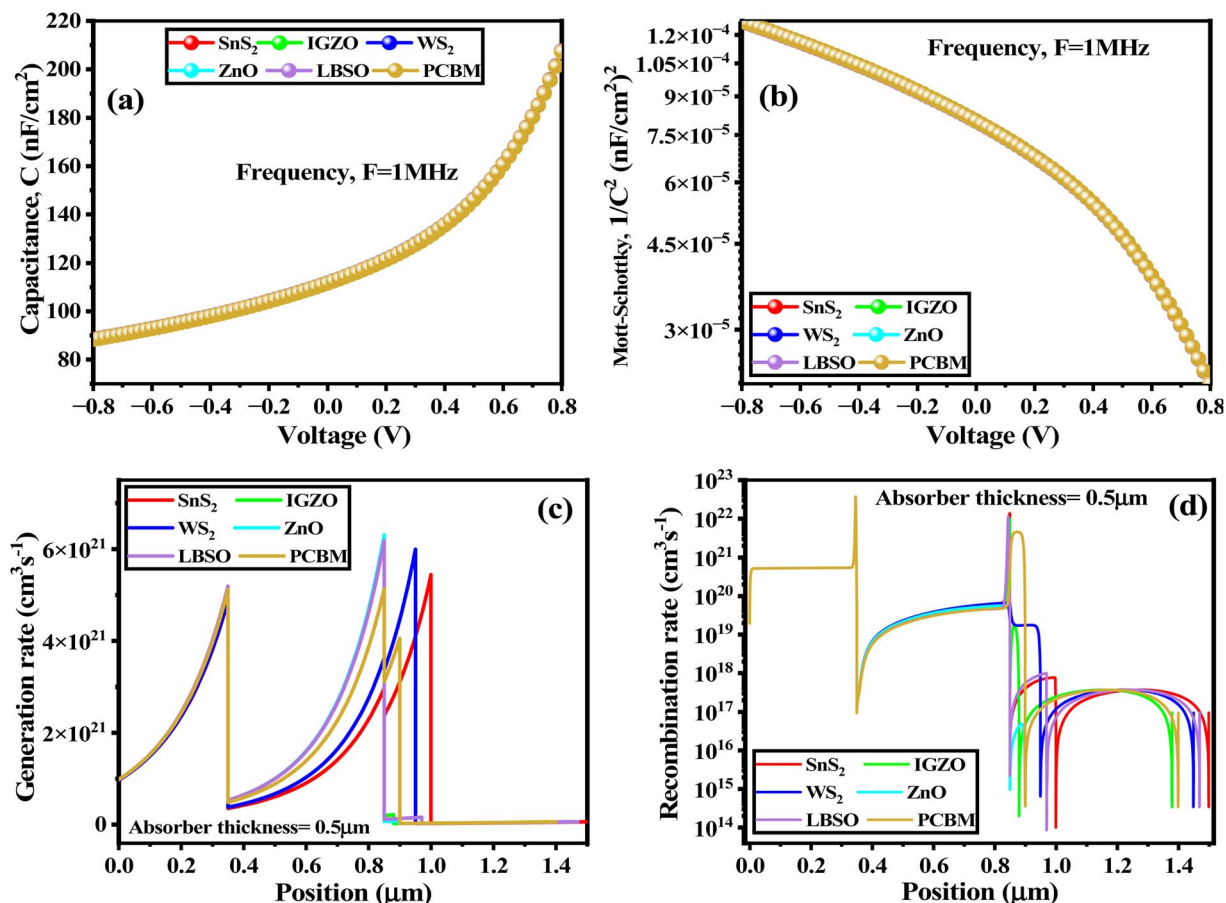 (a)
SnS₂ IGZO WS₂
ZnO LBSO PCBM
Frequency, F=1MHz
Capacitance, C (nF/cm²)
220
200
180
160
140
120
100
80
−0.8 −0.6 −0.4 −0.2 0.0 0.2 0.4 0.6 0.8
Voltage (V)
(b)
Frequency, F=1MHz
Mott-Schottky, 1/C² (nF/cm²)²
1.2×10⁻⁴
1.05×10⁻⁴
9×10⁻⁵
7.5×10⁻⁵
6×10⁻⁵
4.5×10⁻⁵
3×10⁻⁵
SnS₂ IGZO
WS₂ ZnO
LBSO PCBM
−0.8 −0.6 −0.4 −0.2 0.0 0.2 0.4 0.6 0.8
Voltage (V)
(c)
SnS₂ IGZO
WS₂ ZnO
LBSO PCBM
Generation rate (cm³s⁻¹)
6×10²¹
4×10²¹
2×10²¹
0
Absorber thickness= 0.5μm
0.0 0.2 0.4 0.6 0.8 1.0 1.2 1.4
Position (μm)
(d)
Absorber thickness= 0.5μm
Recombination rate (cm³s⁻¹)
10²³
10²²
10²¹
10²⁰
10¹⁹
10¹⁸
10¹⁷
10¹⁶
10¹⁵
10¹⁴
SnS₂ IGZO
WS₂ ZnO
LBSO PCBM
0.0 0.2 0.4 0.6 0.8 1.0 1.2 1.4
Position (μm)